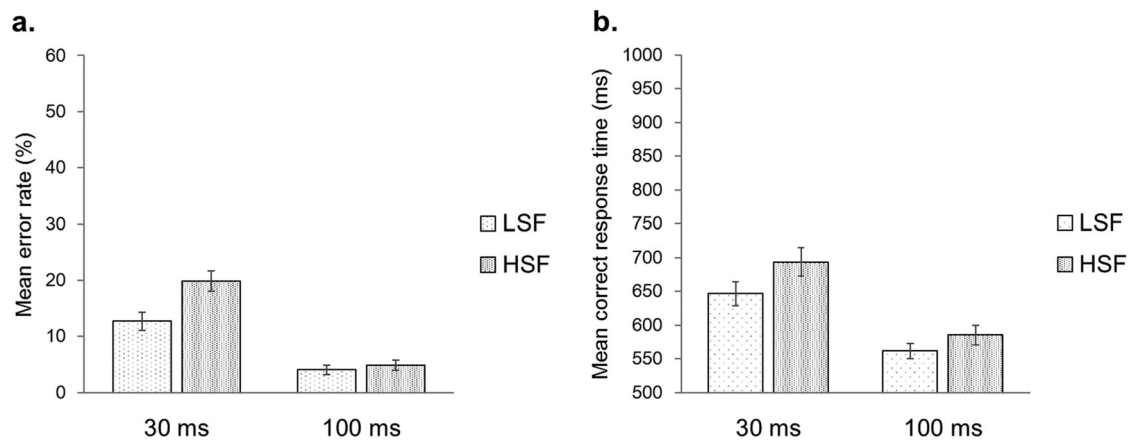 a.
Mean error rate (%)
60
50
40
30
20
10
0
30 ms
100 ms
LSF
HSF
b.
Mean correct response time (ms)
1000
950
900
850
800
750
700
650
600
550
500
30 ms
100 ms
LSF
HSF